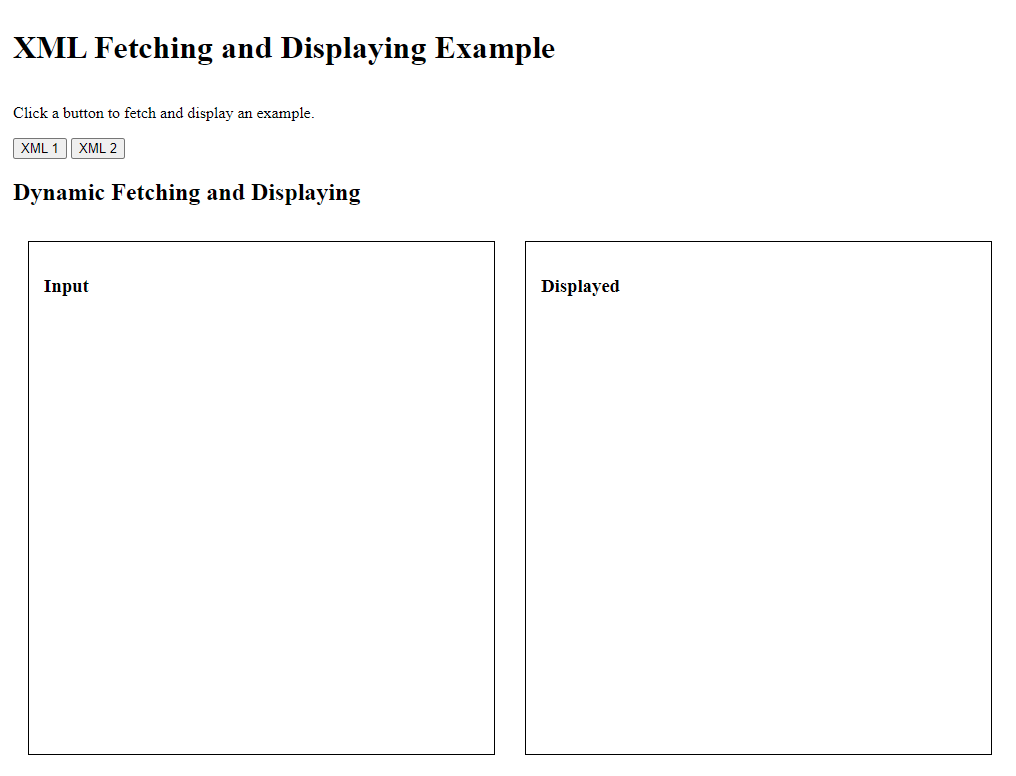 XML Fetching and Displaying Example
Click a button to fetch and display an example.
XML 1 XML 2
Dynamic Fetching and Displaying
Input
Displayed